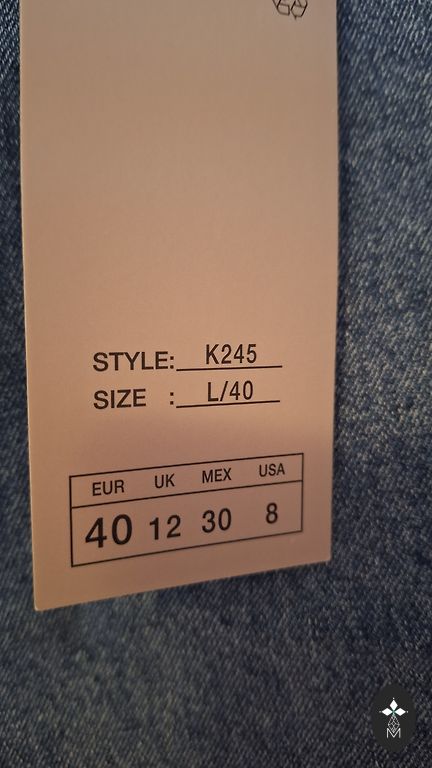 STYLE: K245
SIZE : L/40
EUR UK MEX USA
40 12 30 8
M